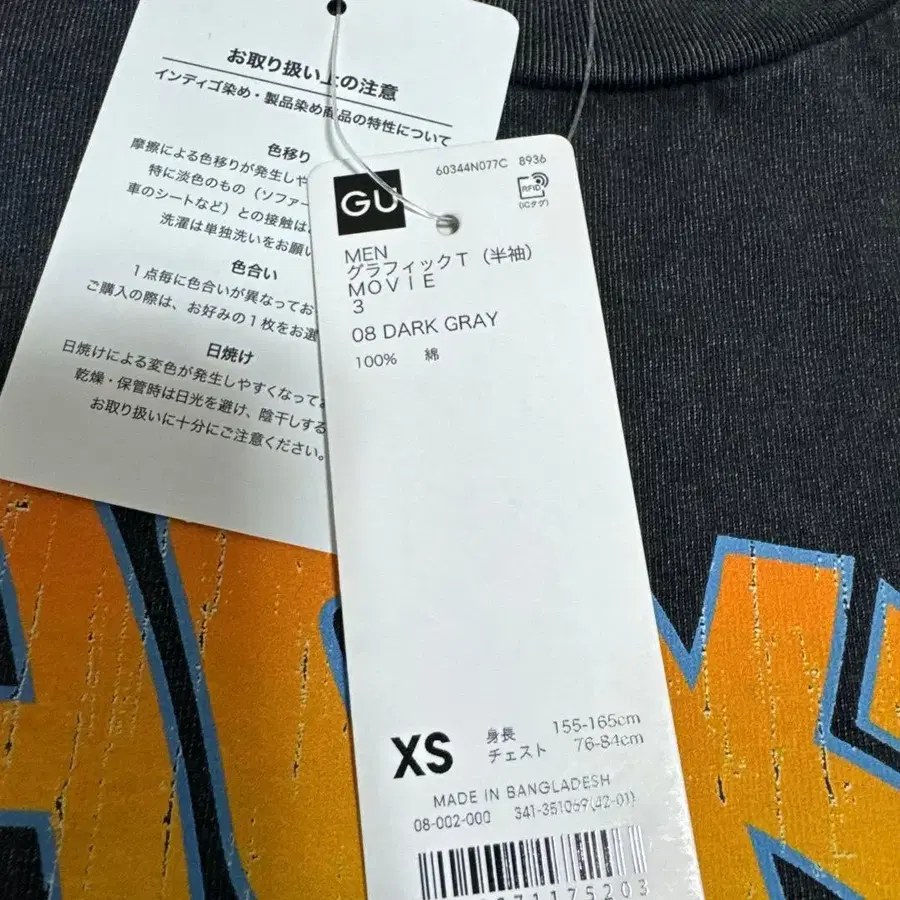 お取り扱い上の注意
インディゴ染め・製品染め商品の特性について
色移り
摩擦による色移りが発生しや
特に淡色のもの(ソファー
車のシートなど)との接触は
洗濯は単独洗いをお願い
色合い
1点毎に色合いが異なってお
ご購入の際は、お好みの1枚をお選
日焼け
日焼けによる変色が発生しやすくなって
乾燥・保管時は日光を避け、陰干しする
お取り扱いに十分にご注意ください。
60344N077C 8936
GU
RFID
(ICタグ)
MEN
グラフィックT(半袖)
MOVIE
3
08 DARK GRAY
100% 綿
XS
身長 155-165cm
チェスト 76-84cm
MADE IN BANGLADESH
08-002-000 341-351069(42-01)
71175203